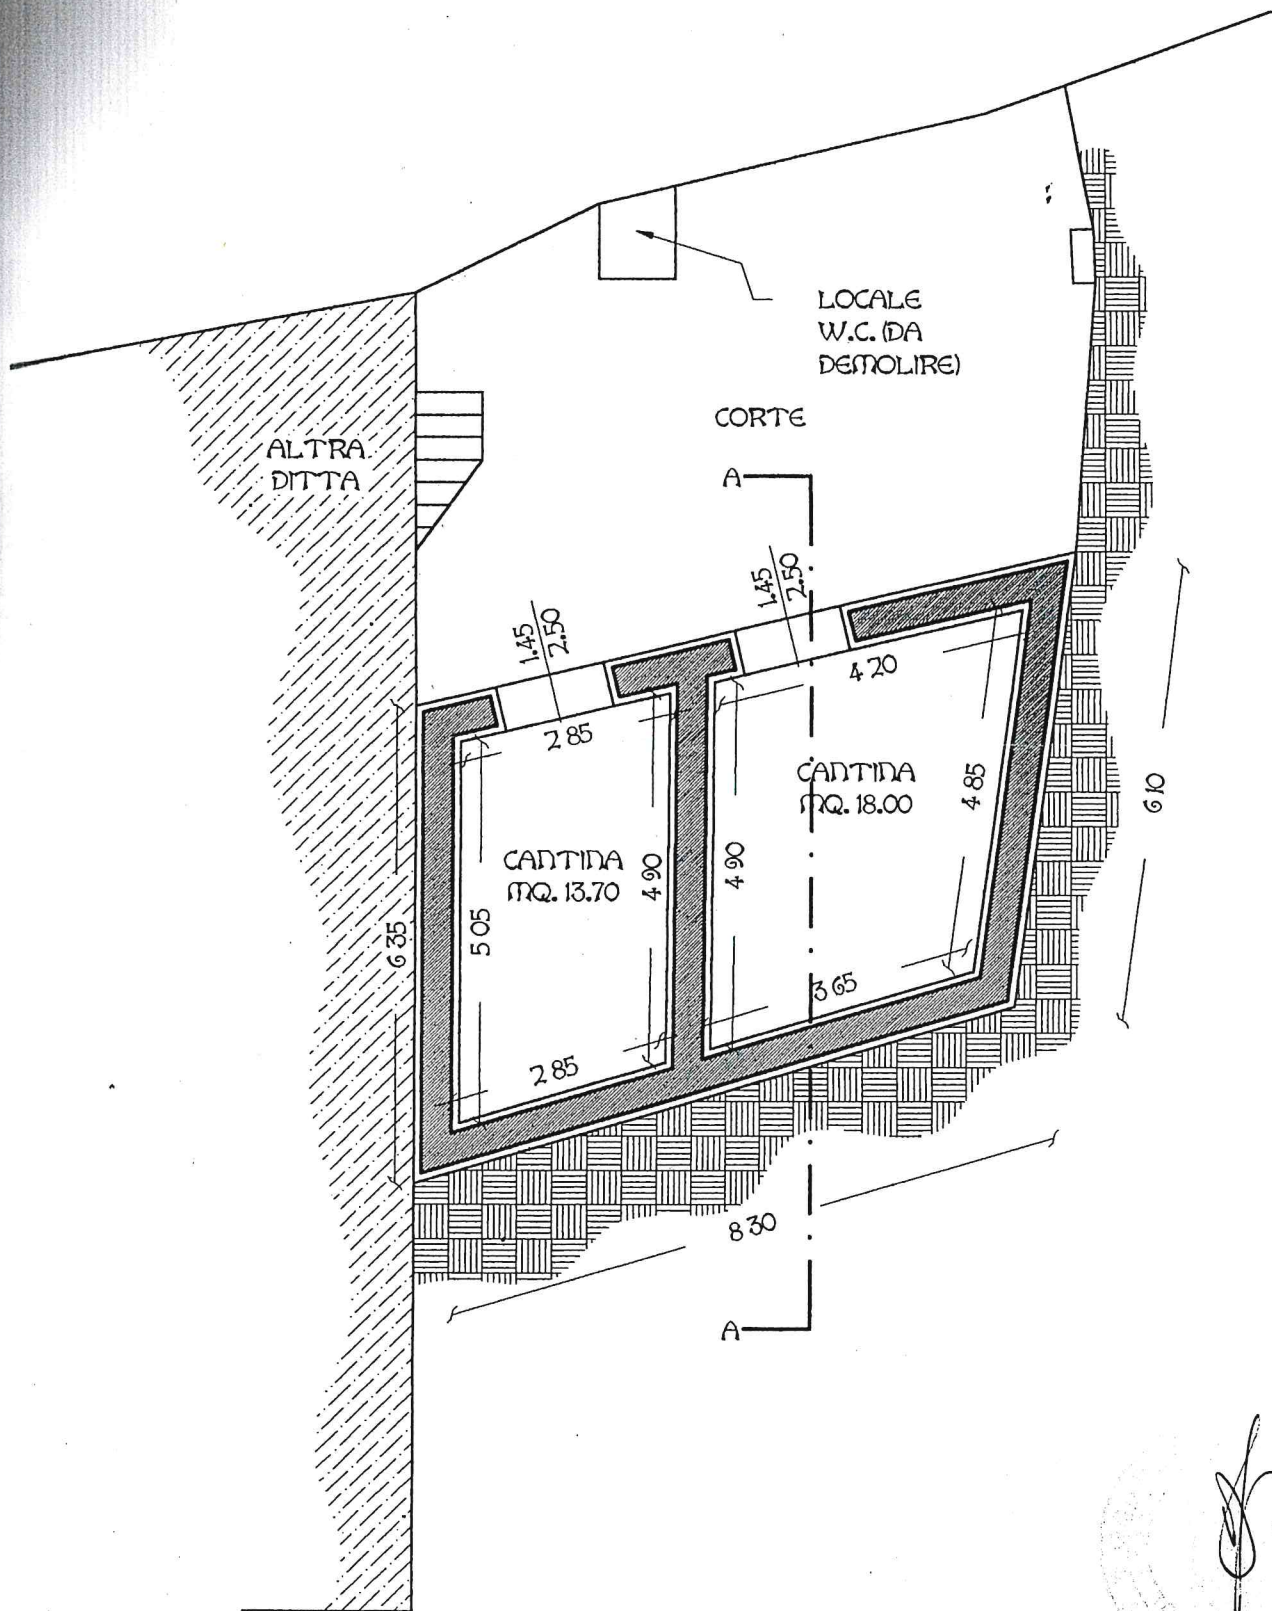 LOCALE
W.C. (DA
DEMOLIRE)
CORTE
ALTRA
DITTA
A
1.45
2.50
1.45
2.50
4.20
2.85
CANTINA
MQ. 18.00
4.85
6.10
CANTINA
MQ. 13.70
4.90
4.90
5.05
6.35
3.65
2.85
8.30
A